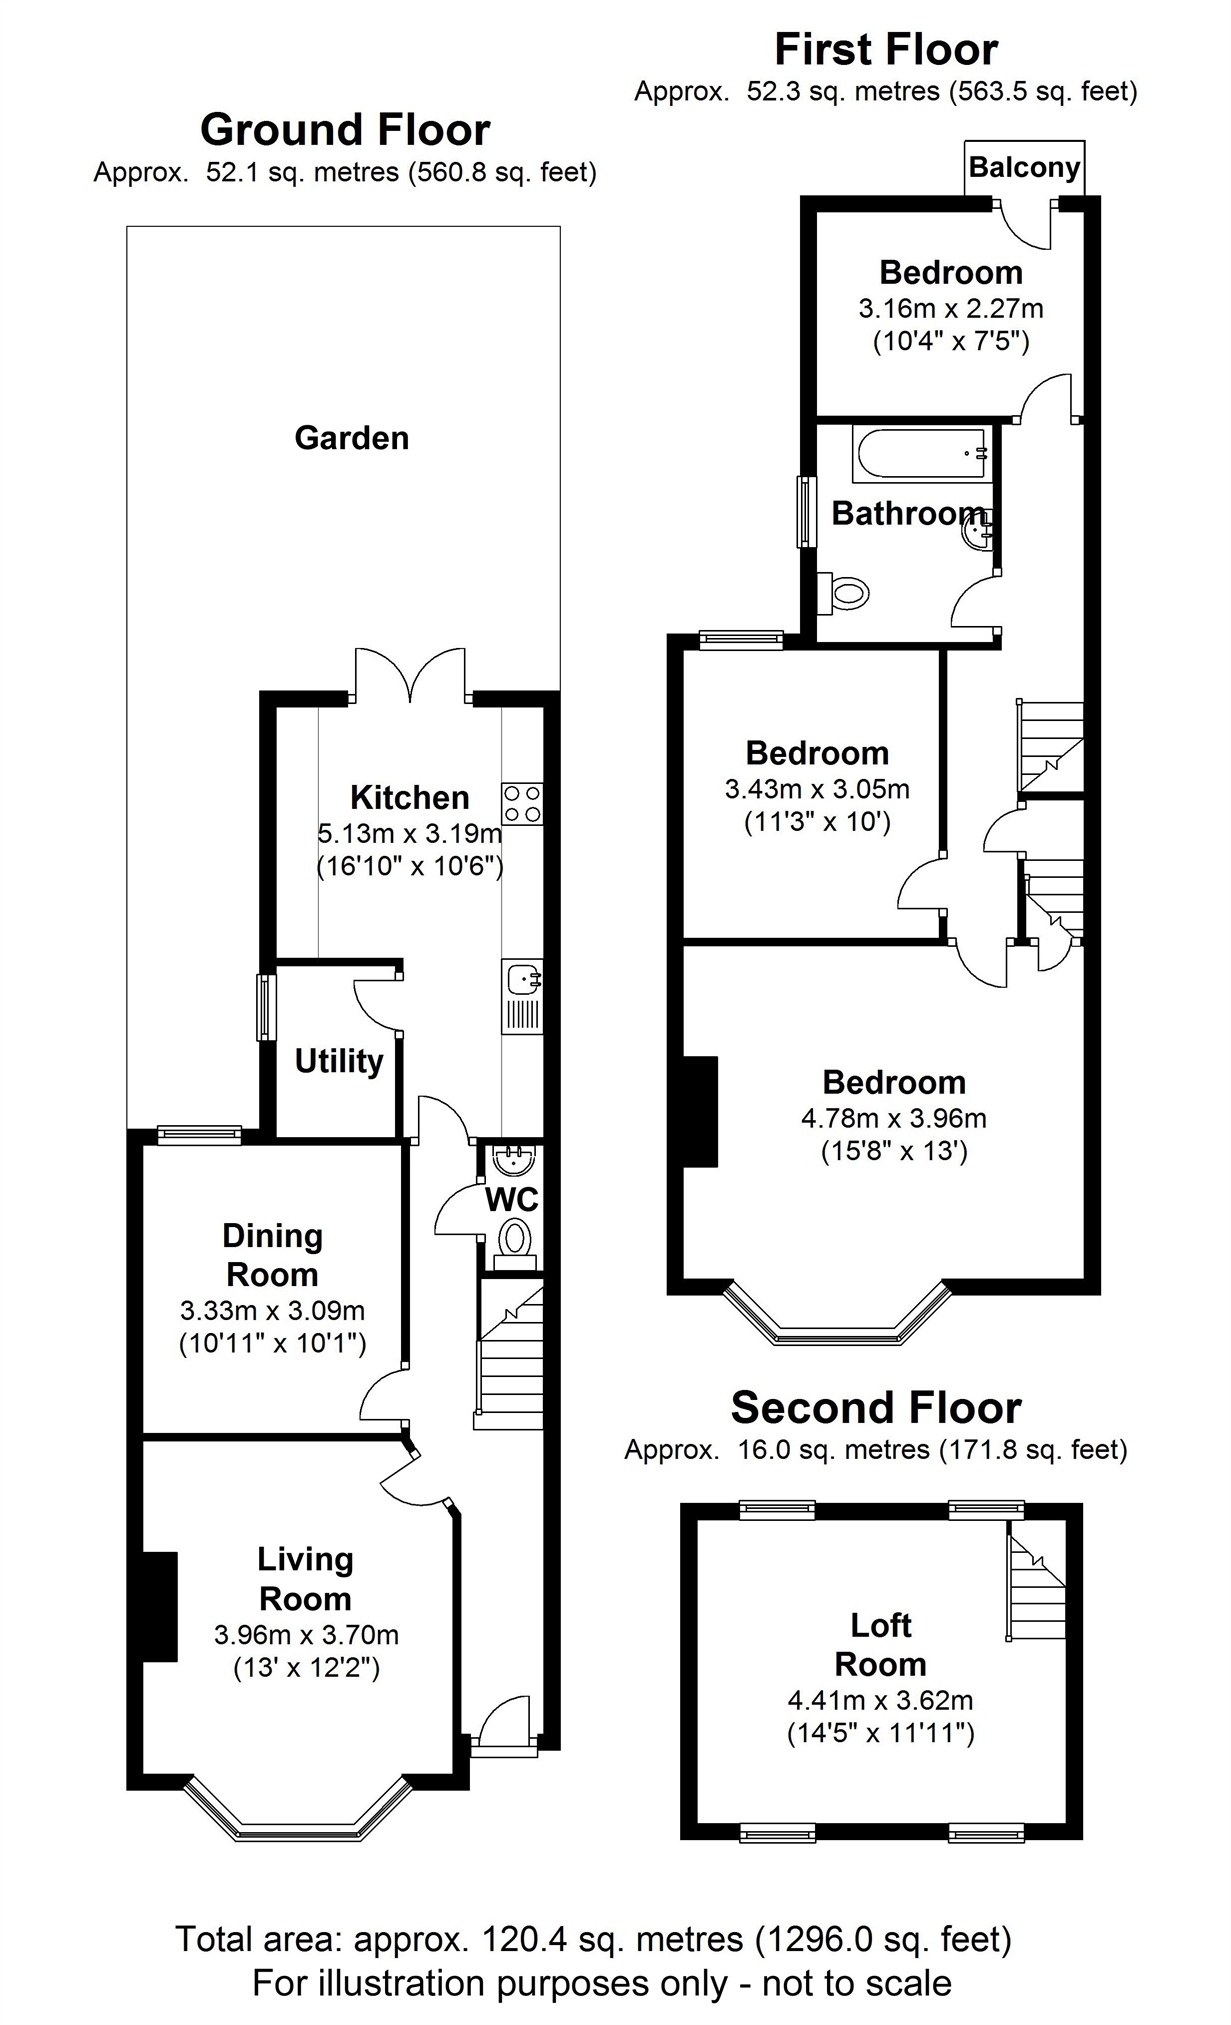 Ground Floor
Approx. 52.1 sq. metres (560.8 sq. feet)
Garden
Kitchen
5.13m x 3.19m
(16'10" x 10'6")
Utility
WC
Dining
Room
3.33m x 3.09m
(10'11" x 10'1")
Living
Room
3.96m x 3.70m
(13' x 12'2")
First Floor
Approx. 52.3 sq. metres (563.5 sq. feet)
Balcony
Bedroom
3.16m x 2.27m
(10'4" x 7'5")
Bathroom
Bedroom
3.43m x 3.05m
(11'3" x 10')
Bedroom
4.78m x 3.96m
(15'8" x 13')
Second Floor
Approx. 16.0 sq. metres (171.8 sq. feet)
Loft
Room
4.41m x 3.62m
(14'5" x 11'11")
Total area: approx. 120.4 sq. metres (1296.0 sq. feet)
For illustration purposes only - not to scale